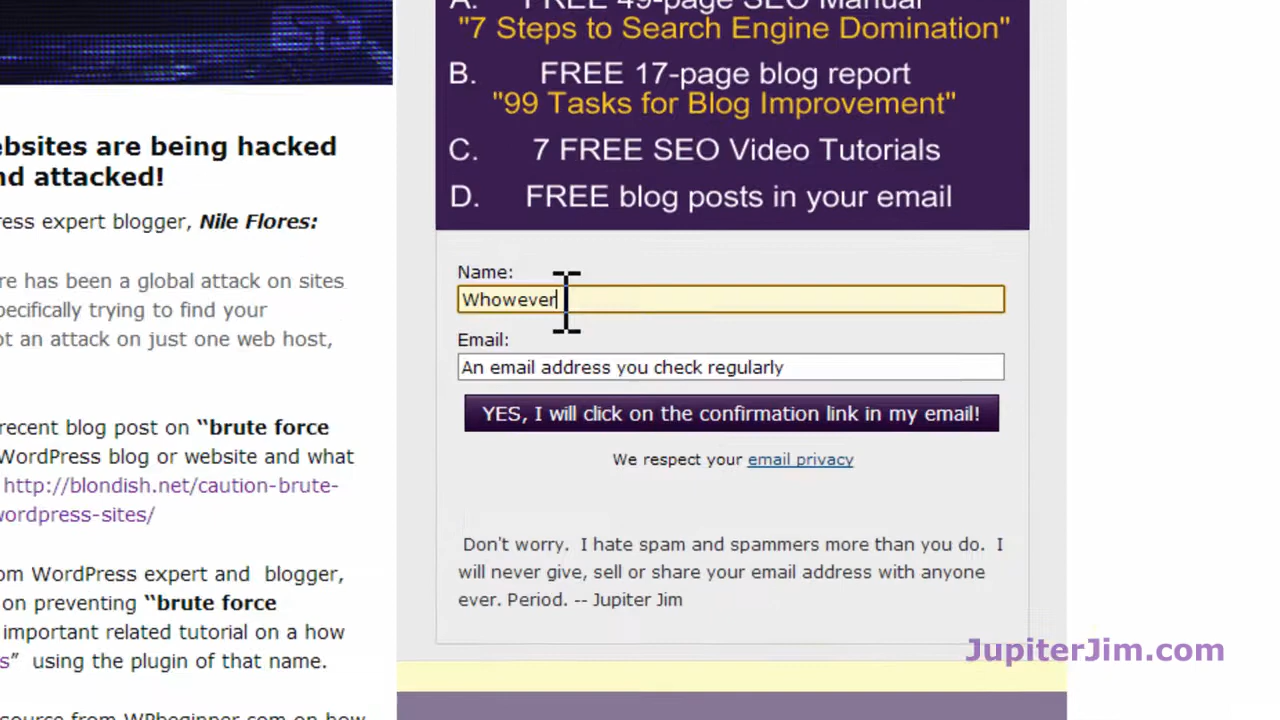 ebsites are being hacked
nd attacked!
ress expert blogger, Nile Flores:
re has been a global attack on sites
pecifically trying to find your
ot an attack on just one web host,
recent blog post on “brute force
WordPress blog or website and what
http://blondish.net/caution-brute-
wordpress-sites/
om WordPress expert and blogger,
on preventing “brute force
important related tutorial on a how
s” using the plugin of that name.
source from WPbeginner.com on how
A. FREE 49-page SEO Manual
"7 Steps to Search Engine Domination"
B. FREE 17-page blog report
"99 Tasks for Blog Improvement"
C. 7 FREE SEO Video Tutorials
D. FREE blog posts in your email
Name:
Whowever
Email:
An email address you check regularly
YES, I will click on the confirmation link in my email!
We respect your email privacy
Don't worry. I hate spam and spammers more than you do. I
will never give, sell or share your email address with anyone
ever. Period. -- Jupiter Jim
JupiterJim.com